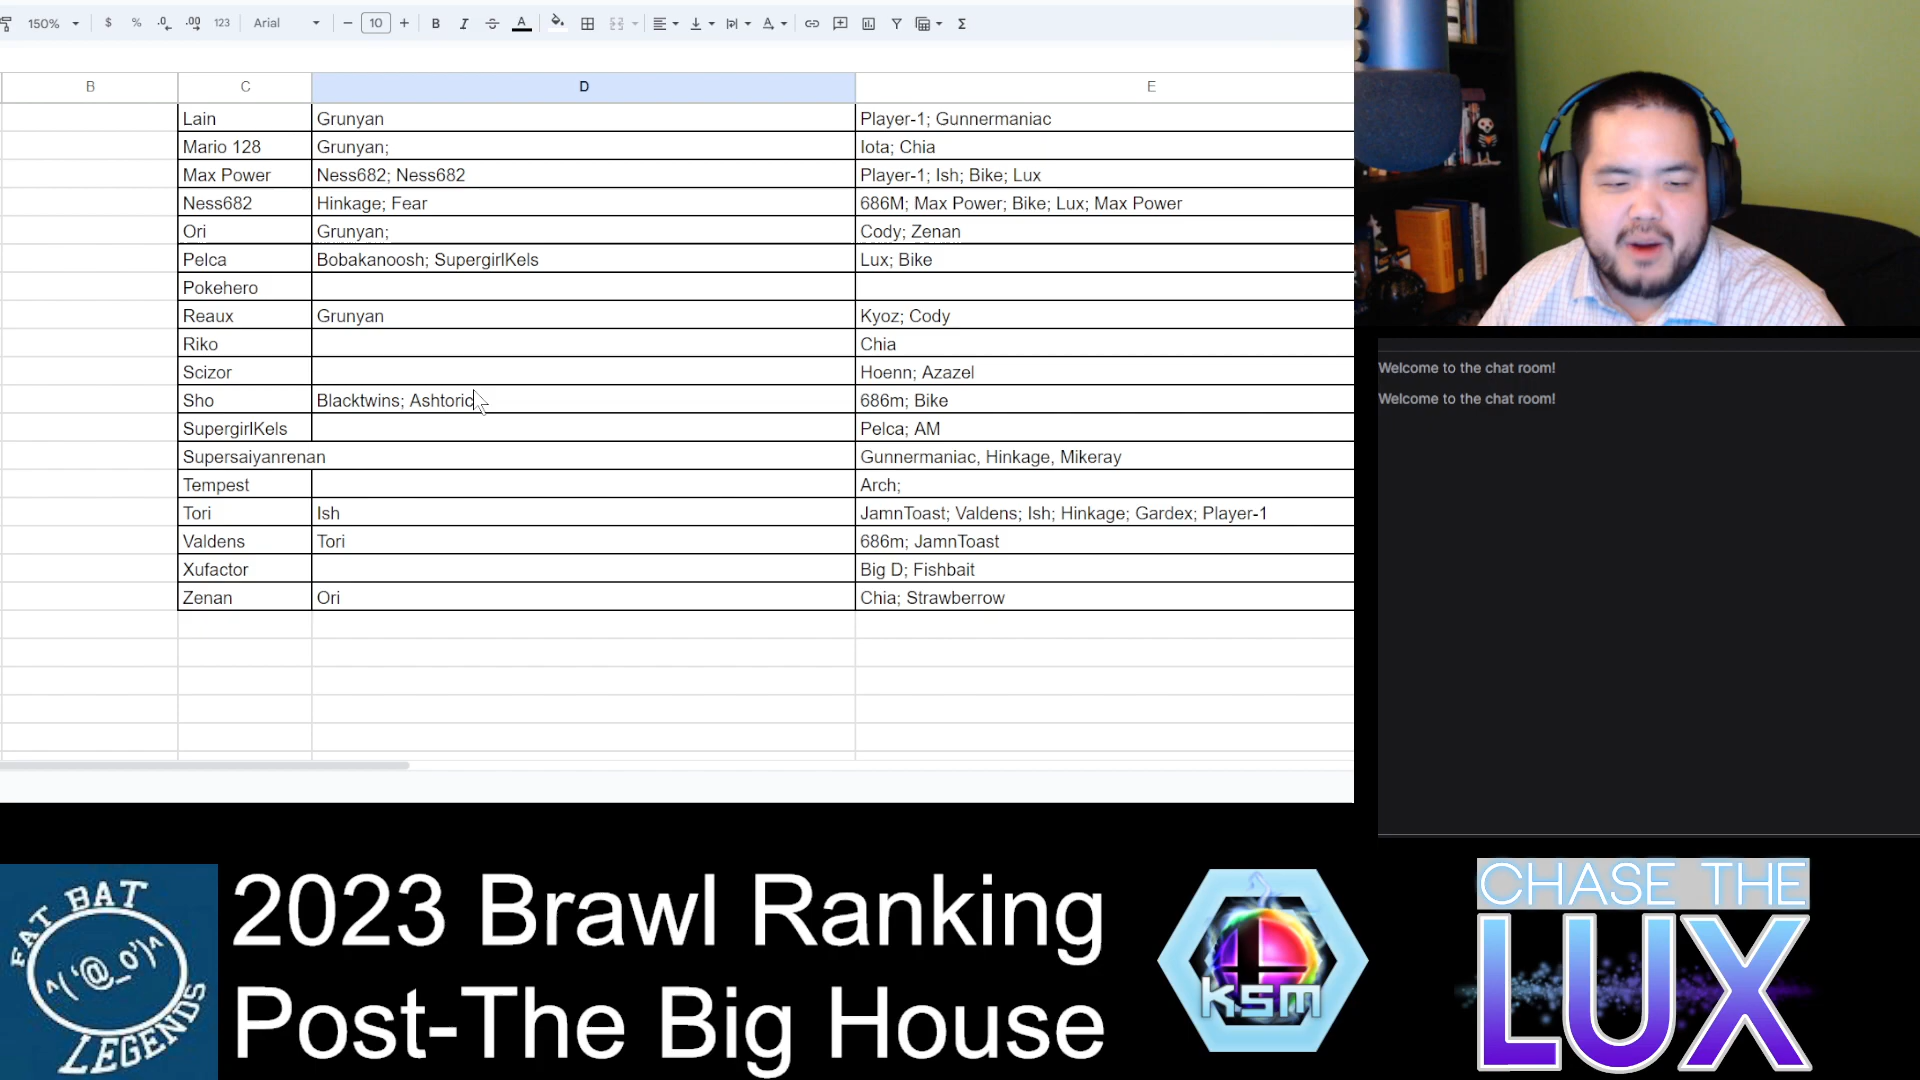 150% $ % .0 .00 123 Arial 10 B I A
B C D E
Lain Grunyan Player-1; Gunnermaniac
Mario 128 Grunyan; Iota; Chia
Max Power Ness682; Ness682 Player-1; Ish; Bike; Lux
Ness682 Hinkage; Fear 686M; Max Power; Bike; Lux; Max Power
Ori Grunyan; Cody; Zenan
Pelca Bobakanoosh; SupergirlKels Lux; Bike
Pokehero
Reaux Grunyan Kyoz; Cody
Riko Chia
Scizor Hoenn; Azazel
Sho Blacktwins; Ashtoric 686m; Bike
SupergirlKels Pelca; AM
Supersaiyanrenan Gunnermaniac, Hinkage, Mikeray
Tempest Arch;
Tori Ish JamnToast; Valdens; Ish; Hinkage; Gardex; Player-1
Valdens Tori 686m; JamnToast
Xufactor Big D; Fishbait
Zenan Ori Chia; Strawberrow
Welcome to the chat room!
Welcome to the chat room!
FAT BAT
^('@_o')^
LEGENDS
2023 Brawl Ranking
Post-The Big House
KSM
CHASE THE
LUX